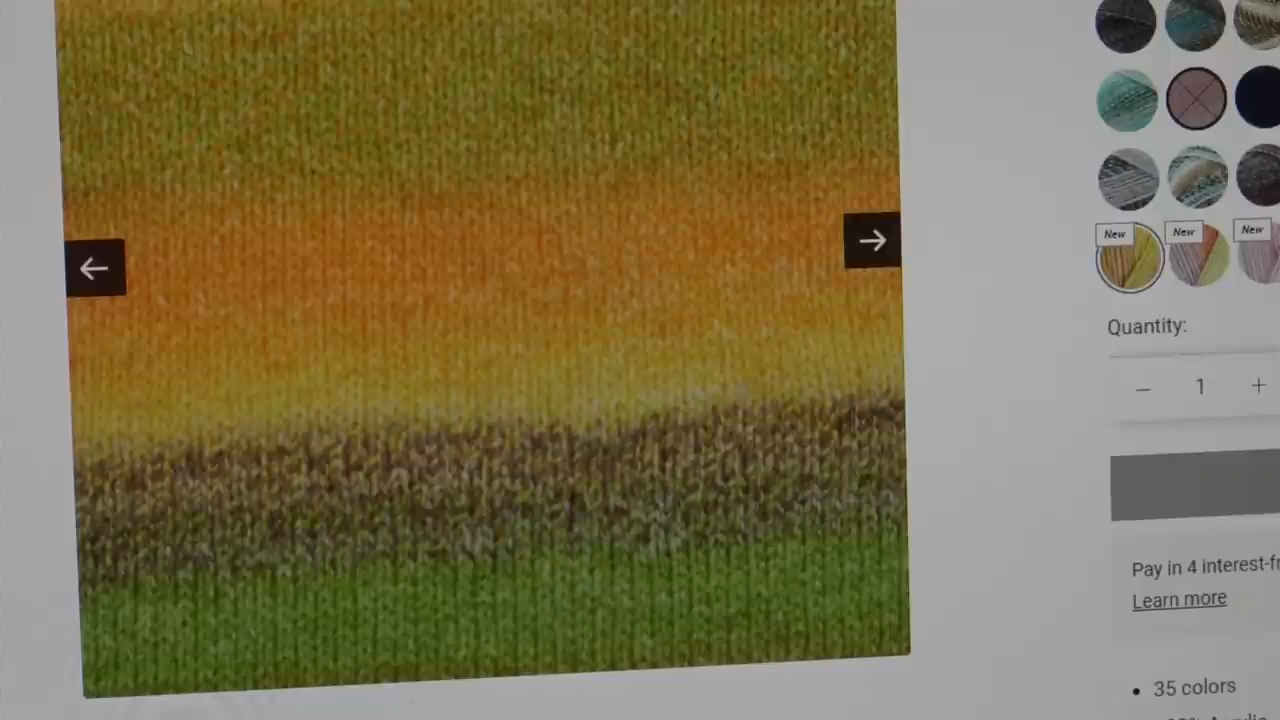 New New New
Quantity:
− 1 +
Pay in 4 interest-fr
Learn more
• 35 colors